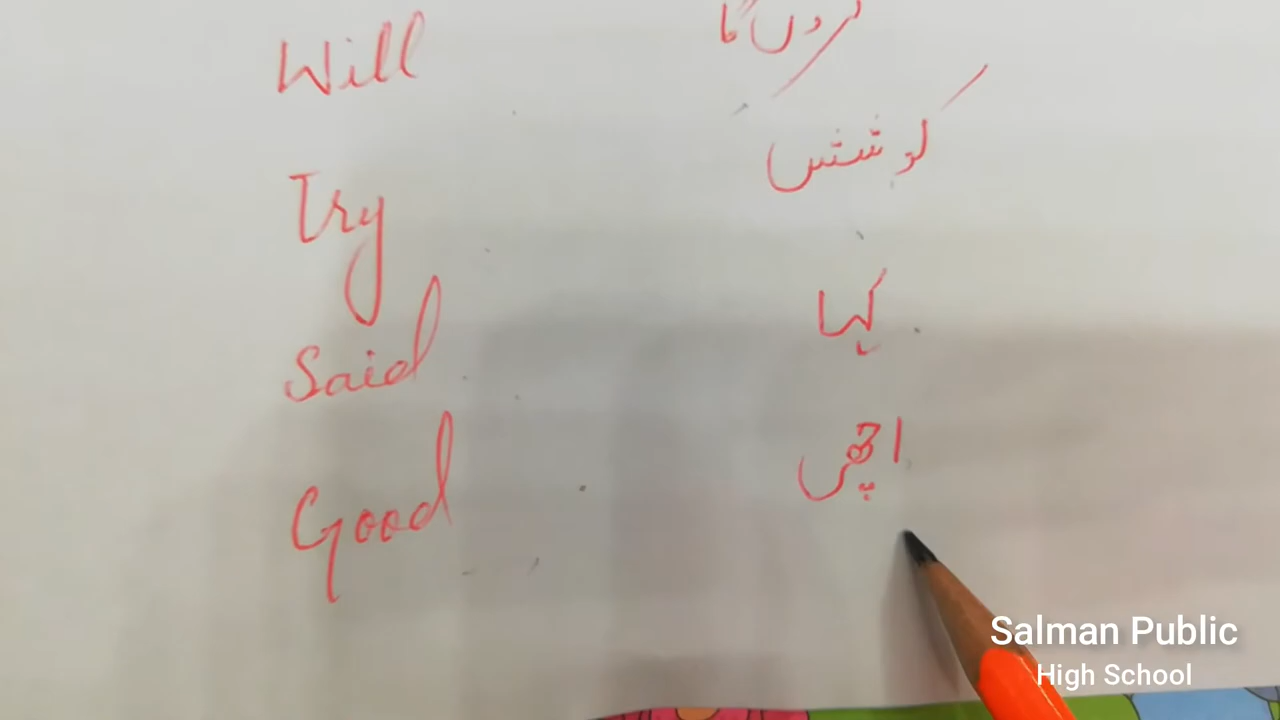 Will کروں گا
Try کوشش
Said کہا
Good اچھی
Salman Public
High School